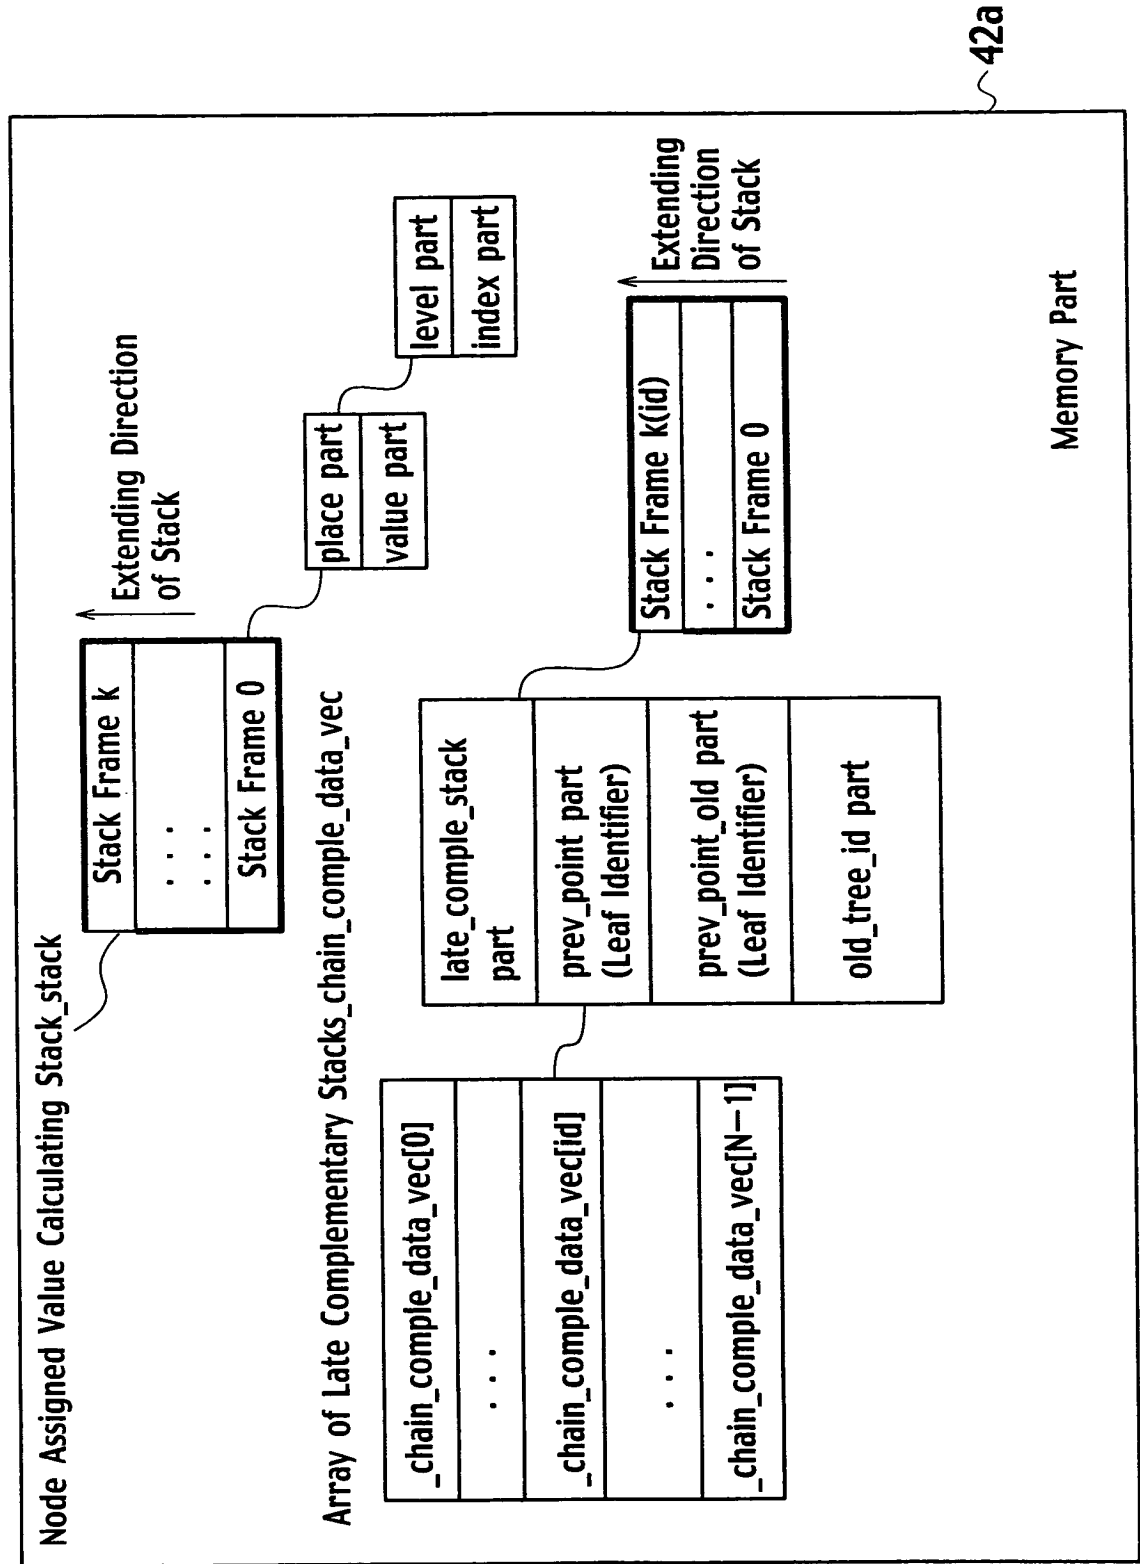 Node Assigned Value Calculating Stack_stack
Stack Frame k
. . .
. . .
Stack Frame 0
Extending Direction
of Stack
place part
value part
level part
index part
Array of Late Complementary Stacks_chain_comple_data_vec
_chain_comple_data_vec[0]
. . .
_chain_comple_data_vec[id]
. . .
_chain_comple_data_vec[N—1]
late_comple_stack
part
prev_point part
(Leaf Identifier)
prev_point_old part
(Leaf Identifier)
old_tree_id part
Stack Frame k(id)
. . .
Stack Frame 0
Extending
Direction
of Stack
Memory Part
42a